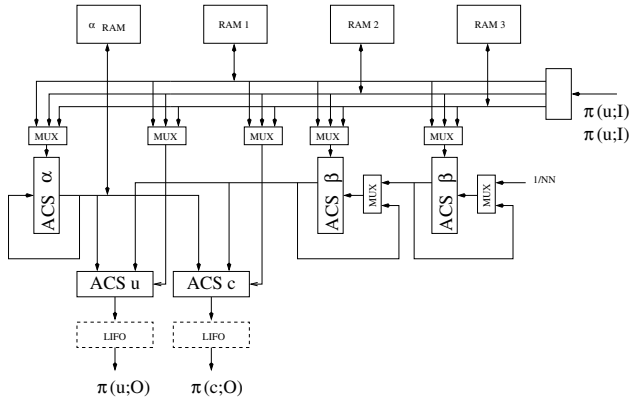 α RAM
RAM 1
RAM 2
RAM 3
π(u;I)
π(u;I)
MUX
MUX
MUX
MUX
MUX
ACS α
ACS β
MUX
ACS β
MUX
1/NN
ACS u
ACS c
LIFO
LIFO
π(u;O)
π(c;O)